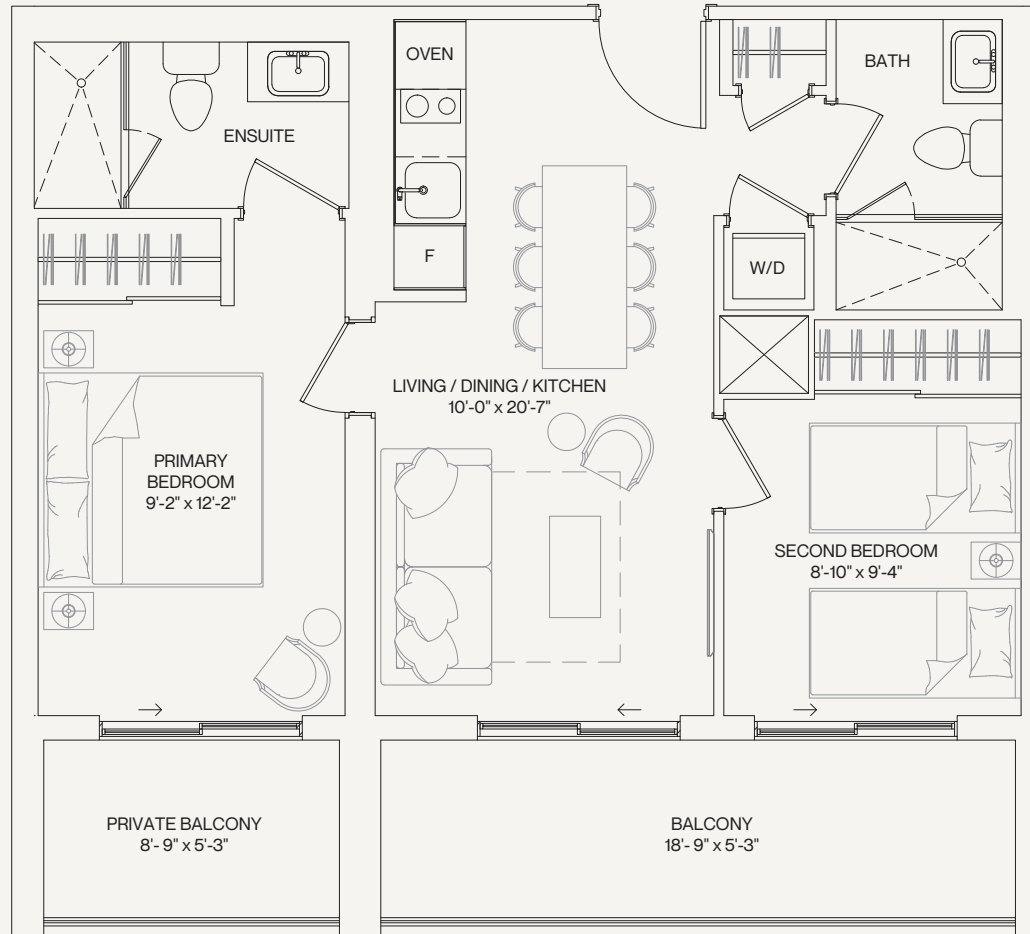 OVEN
BATH
ENSUITE
F
W/D
LIVING / DINING / KITCHEN
10'-0" x 20'-7"
PRIMARY
BEDROOM
9'-2" x 12'-2"
SECOND BEDROOM
8'-10" x 9'-4"
PRIVATE BALCONY
8'- 9" x 5'-3"
BALCONY
18'- 9" x 5'-3"